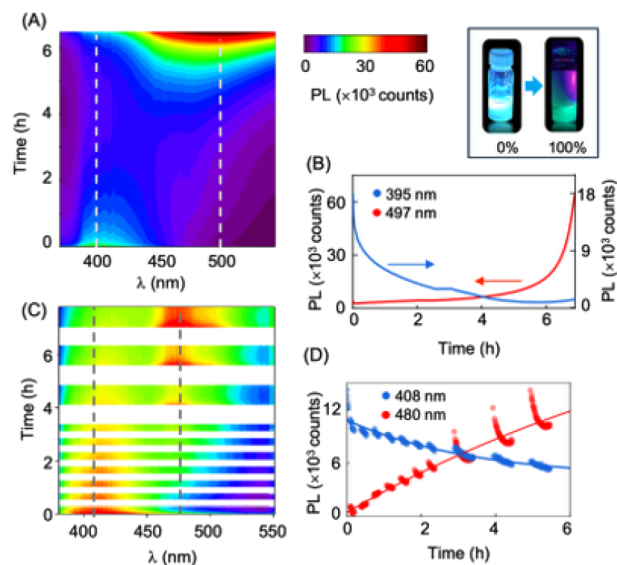 (A)
6
4
2
0
Time (h)
400
500
λ (nm)
0
30
60
PL (×10³ counts)
0%
100%
(B)
60
30
0
PL (×10³ counts)
395 nm
497 nm
18
9
0
PL (×10³ counts)
0
2
4
6
Time (h)
(C)
6
4
2
0
Time (h)
400
450
500
550
λ (nm)
(D)
12
6
0
PL (×10³ counts)
408 nm
480 nm
0
2
4
6
Time (h)